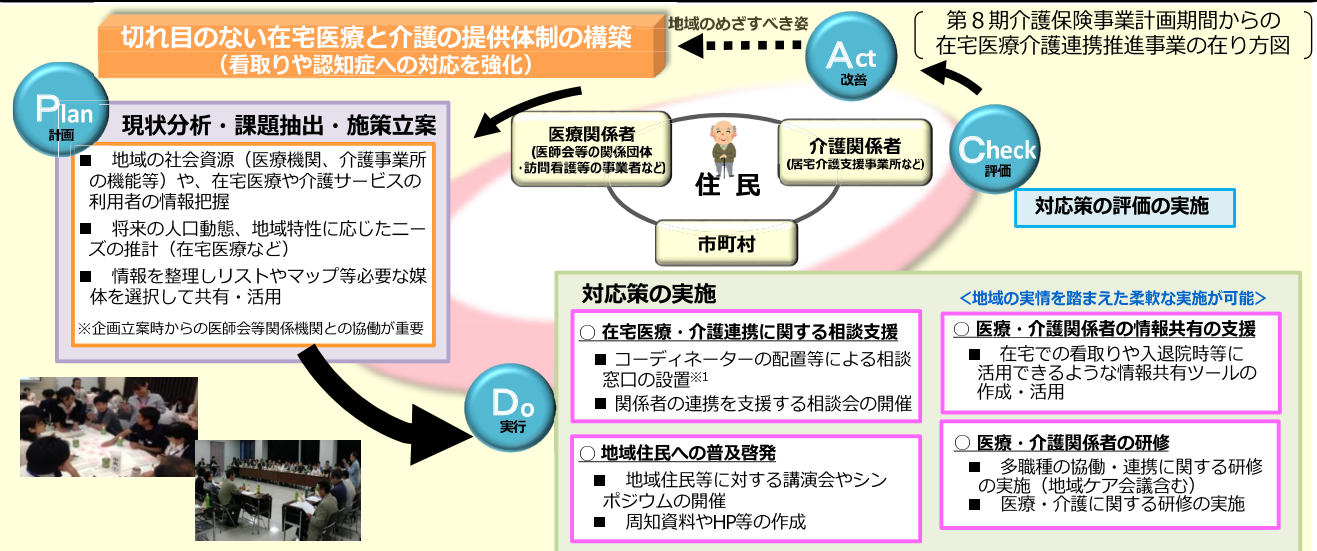 第８期介護保険事業計画期間からの
在宅医療介護連携推進事業の在り方図
地域のめざすべき姿
切れ目のない在宅医療と介護の提供体制の構築
（看取りや認知症への対応を強化）
Act
改善
Plan
計画
現状分析・課題抽出・施策立案
■ 地域の社会資源（医療機関、介護事業所
の機能等）や、在宅医療や介護サービスの
利用者の情報把握
■ 将来の人口動態、地域特性に応じたニー
ズの推計（在宅医療など）
■ 情報を整理しリストやマップ等必要な媒
体を選択して共有・活用
※企画立案時からの医師会等関係機関との協働が重要
医療関係者
(医師会等の関係団体
・訪問看護等の事業者など)
介護関係者
(居宅介護支援事業所など)
住 民
市町村
Check
評価
対応策の評価の実施
Do
実行
対応策の実施
＜地域の実情を踏まえた柔軟な実施が可能＞
○ 在宅医療・介護連携に関する相談支援
■ コーディネーターの配置等による相談
窓口の設置※1
■ 関係者の連携を支援する相談会の開催
○ 地域住民への普及啓発
■ 地域住民等に対する講演会やシン
ポジウムの開催
■ 周知資料やHP等の作成
○ 医療・介護関係者の情報共有の支援
■ 在宅での看取りや入退院時等に
活用できるような情報共有ツールの
作成・活用
○ 医療・介護関係者の研修
■ 多職種の協働・連携に関する研修
の実施（地域ケア会議含む）
■ 医療・介護に関する研修の実施